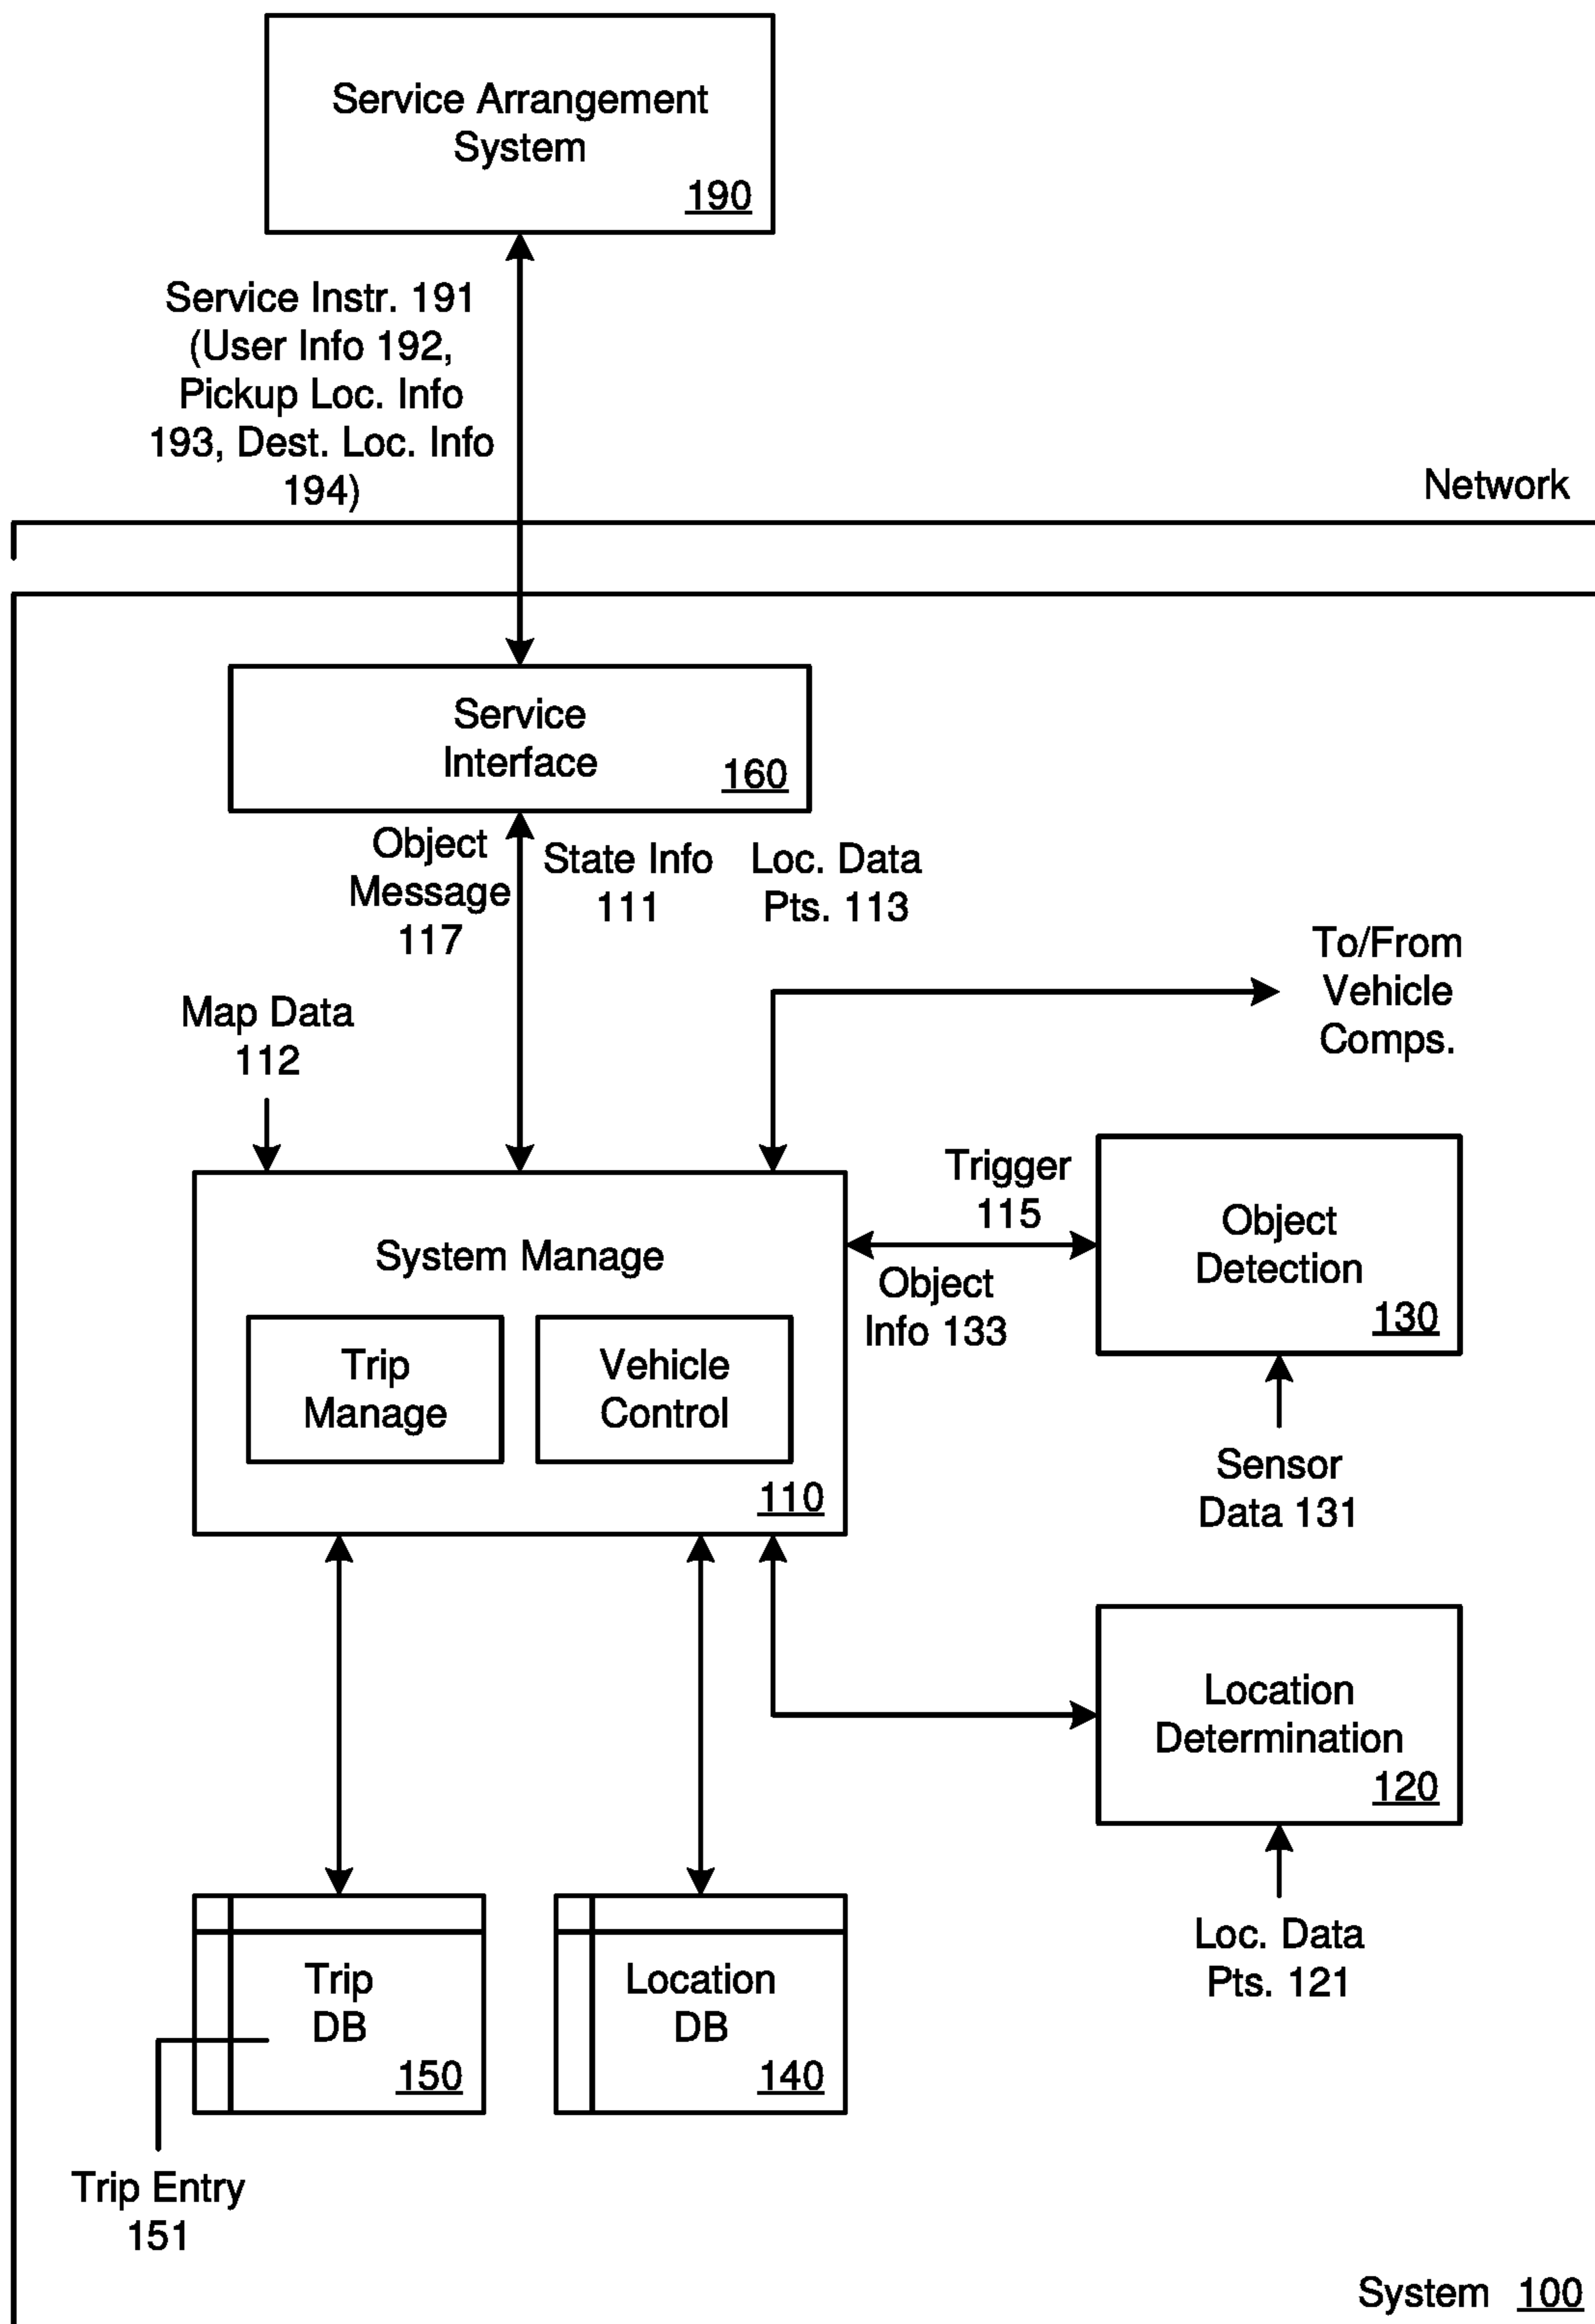 Service Arrangement
System
190
Service Instr. 191
(User Info 192,
Pickup Loc. Info
193, Dest. Loc. Info
194)
Network
Service
Interface
160
Object
Message
117
State Info
111
Loc. Data
Pts. 113
To/From
Vehicle
Comps.
Map Data
112
System Manage
Trip
Manage
Vehicle
Control
110
Trigger
115
Object
Info 133
Object
Detection
130
Sensor
Data 131
Location
Determination
120
Loc. Data
Pts. 121
Trip
DB
150
Location
DB
140
Trip Entry
151
System 100